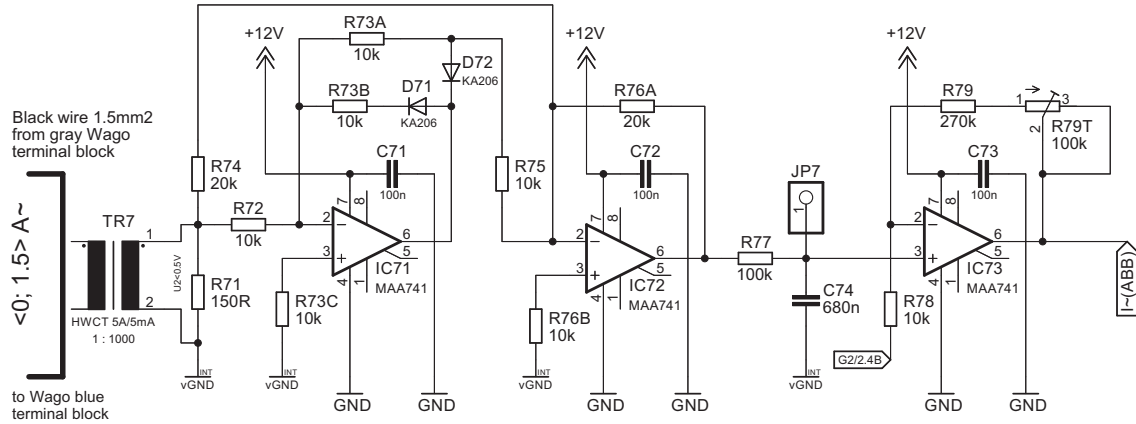 Black wire 1.5mm2
from gray Wago
terminal block
<0; 1.5> A~
to Wago blue
terminal block
TR7
1
2
HWCT 5A/5mA
1 : 1000
U2<0.5V
R74
20k
R71
150R
INT
vGND
R72
10k
+12V
R73A
10k
R73B
10k
D71
KA206
D72
KA206
C71
100n
7
8
2
3
6
5
4
1
IC71
MAA741
R73C
10k
INT
vGND
GND
GND
R75
10k
+12V
R76A
20k
C72
100n
7
8
2
3
6
5
4
1
IC72
MAA741
R76B
10k
INT
vGND
GND
GND
R77
100k
JP7
1
C74
680n
INT
vGND
+12V
R79
270k
1
3
2
R79T
100k
C73
100n
7
8
2
3
6
5
4
1
IC73
MAA741
R78
10k
G2/2.4B
GND
GND
I~(ABB)